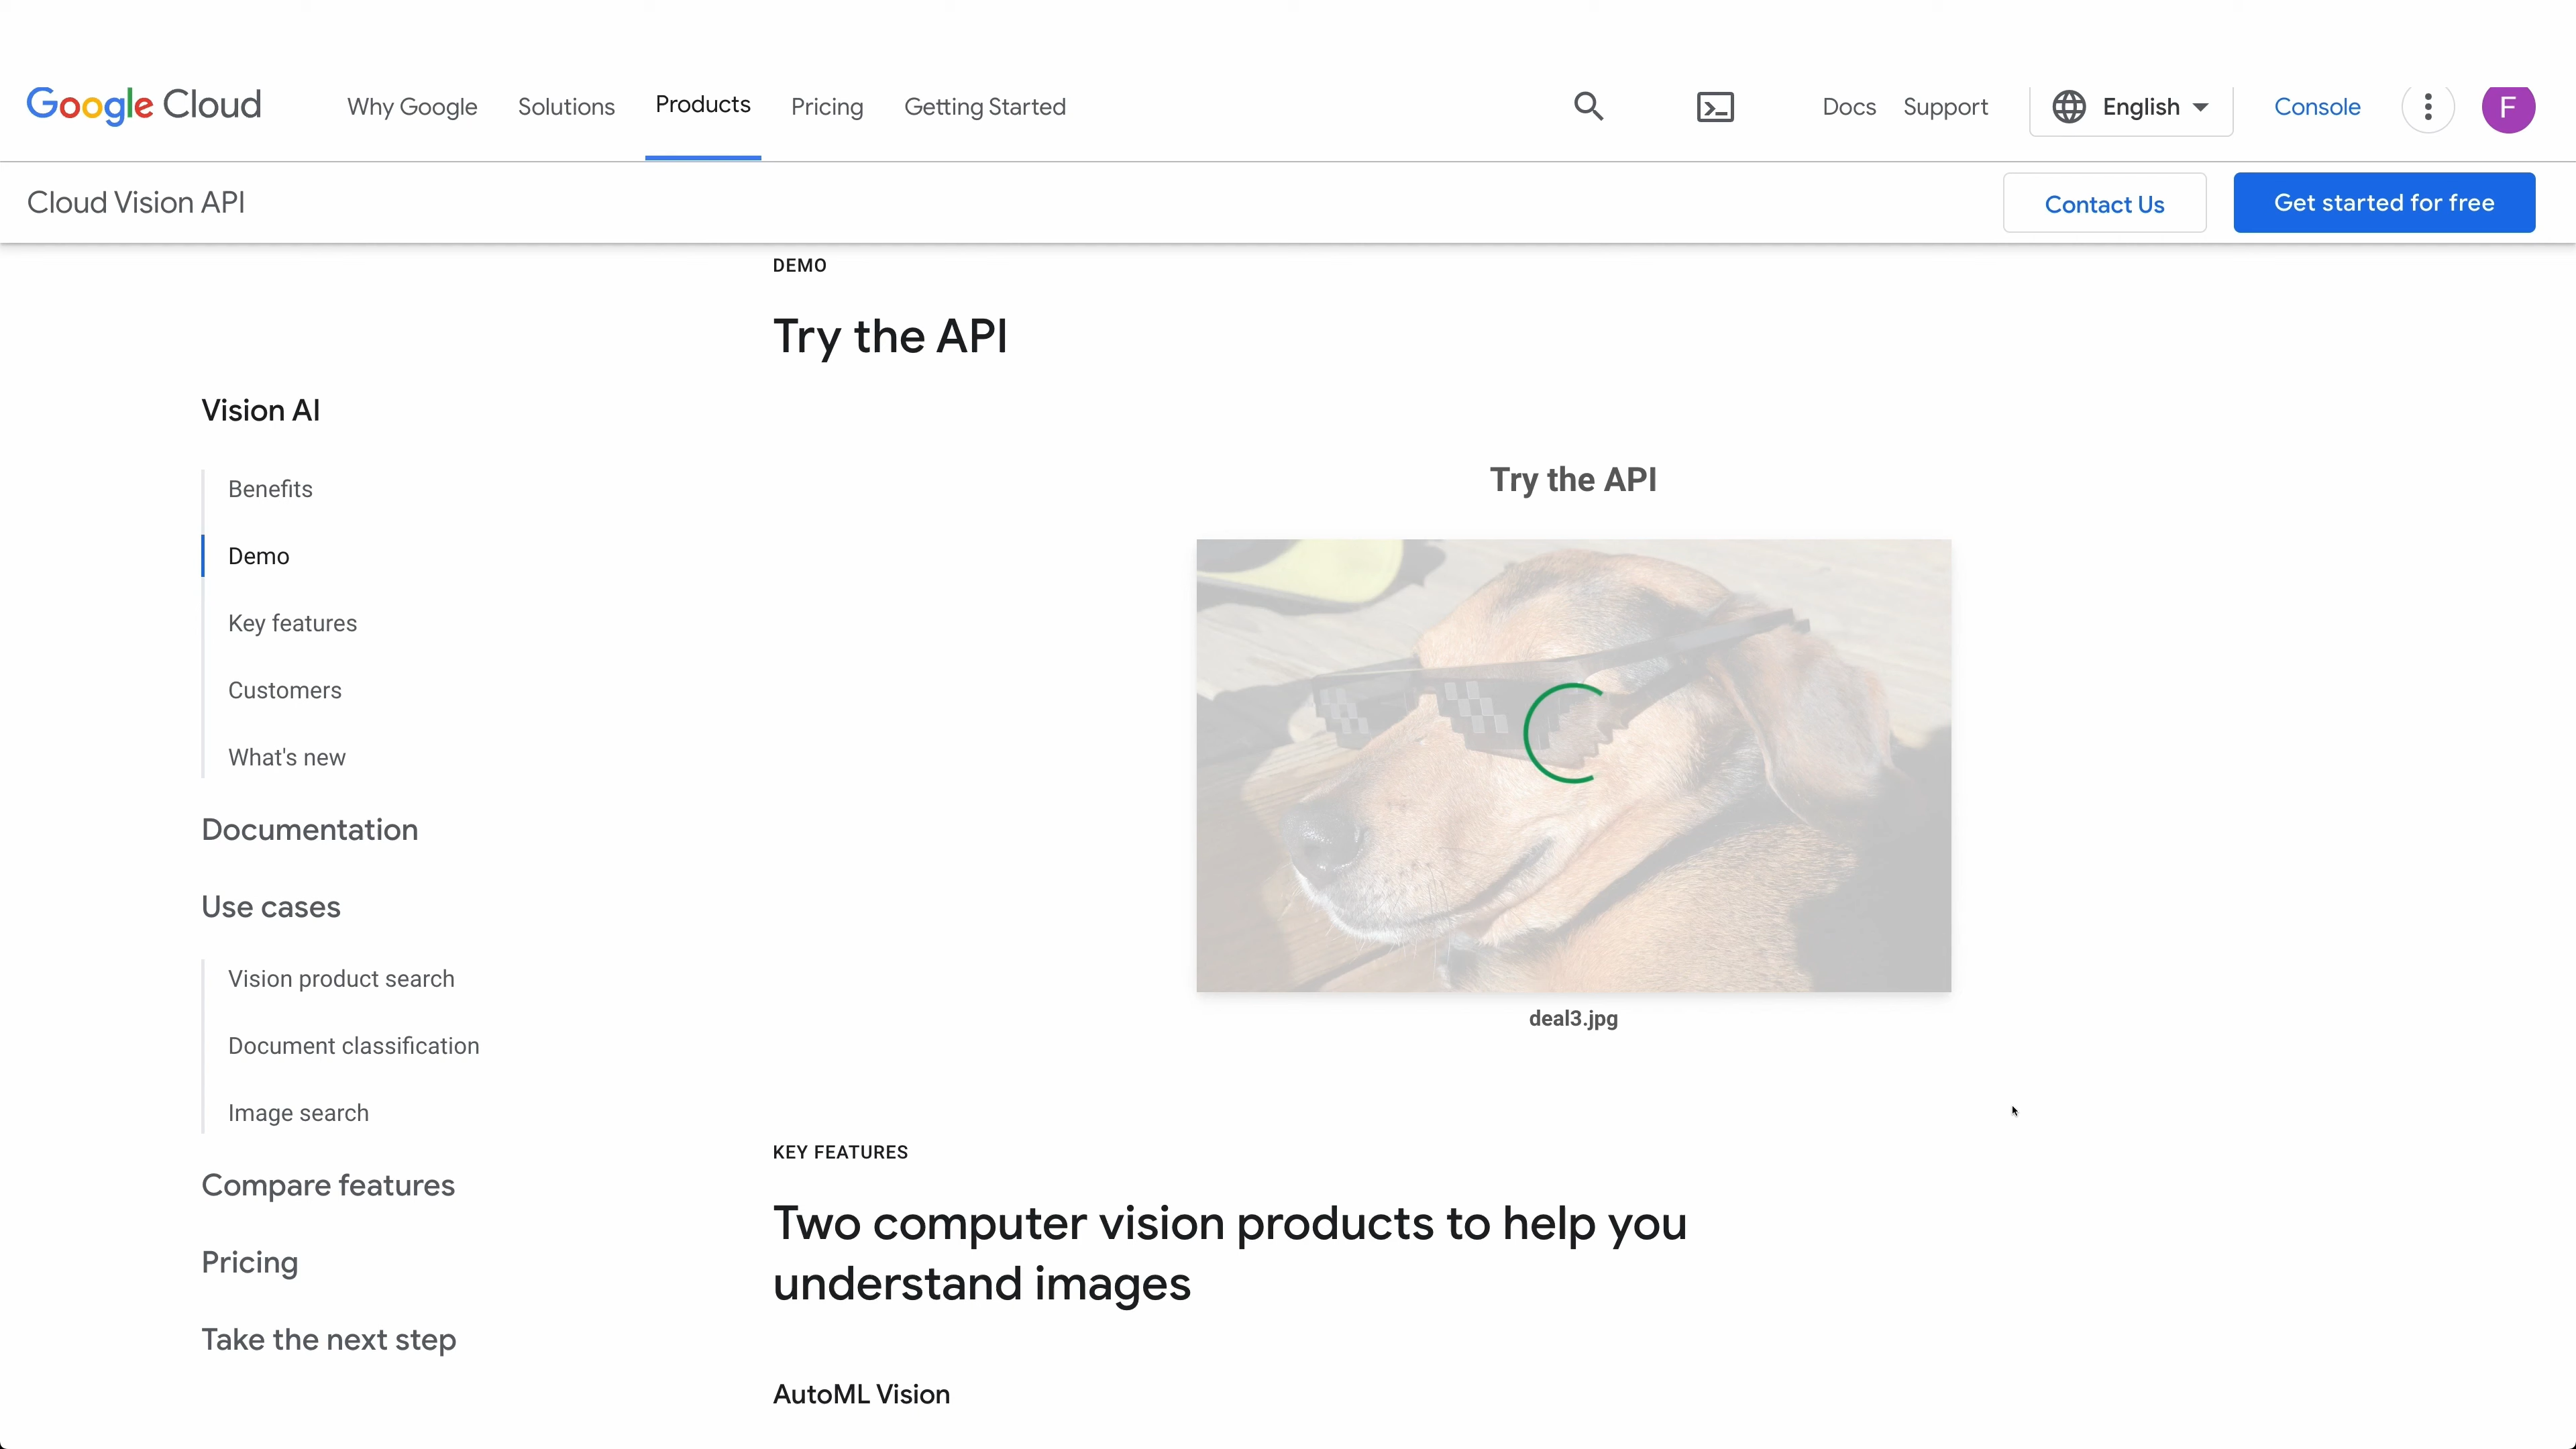 Google Cloud
Why Google
Solutions
Products
Pricing
Getting Started
Docs
Support
English
Console
F
Cloud Vision API
Contact Us
Get started for free
DEMO
Try the API
Vision AI
Benefits
Demo
Key features
Customers
What's new
Documentation
Use cases
Vision product search
Document classification
Image search
Compare features
Pricing
Take the next step
Try the API
deal3.jpg
KEY FEATURES
Two computer vision products to help you
understand images
AutoML Vision